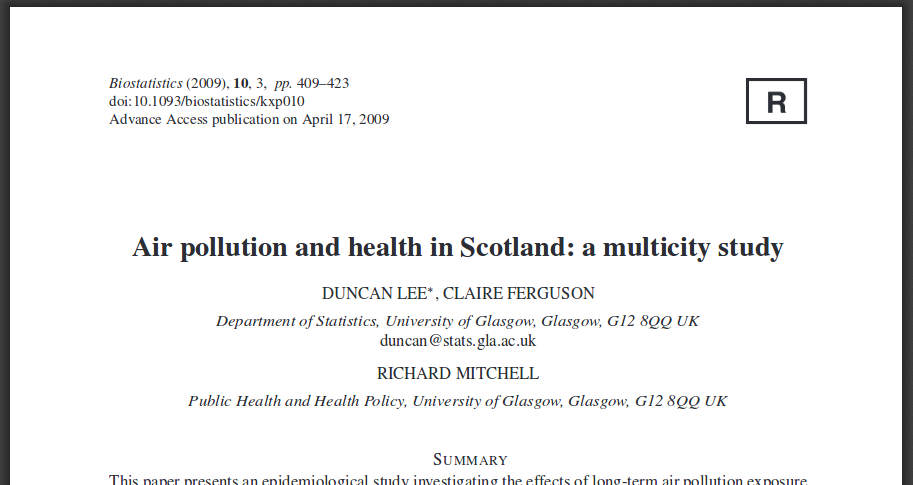 Biostatistics (2009), 10, 3, pp. 409–423
doi:10.1093/biostatistics/kxp010
Advance Access publication on April 17, 2009
R
Air pollution and health in Scotland: a multicity study
DUNCAN LEE*, CLAIRE FERGUSON
Department of Statistics, University of Glasgow, Glasgow, G12 8QQ UK
duncan@stats.gla.ac.uk
RICHARD MITCHELL
Public Health and Health Policy, University of Glasgow, Glasgow, G12 8QQ UK
SUMMARY
This paper presents an epidemiological study investigating the effects of long-term air pollution exposure